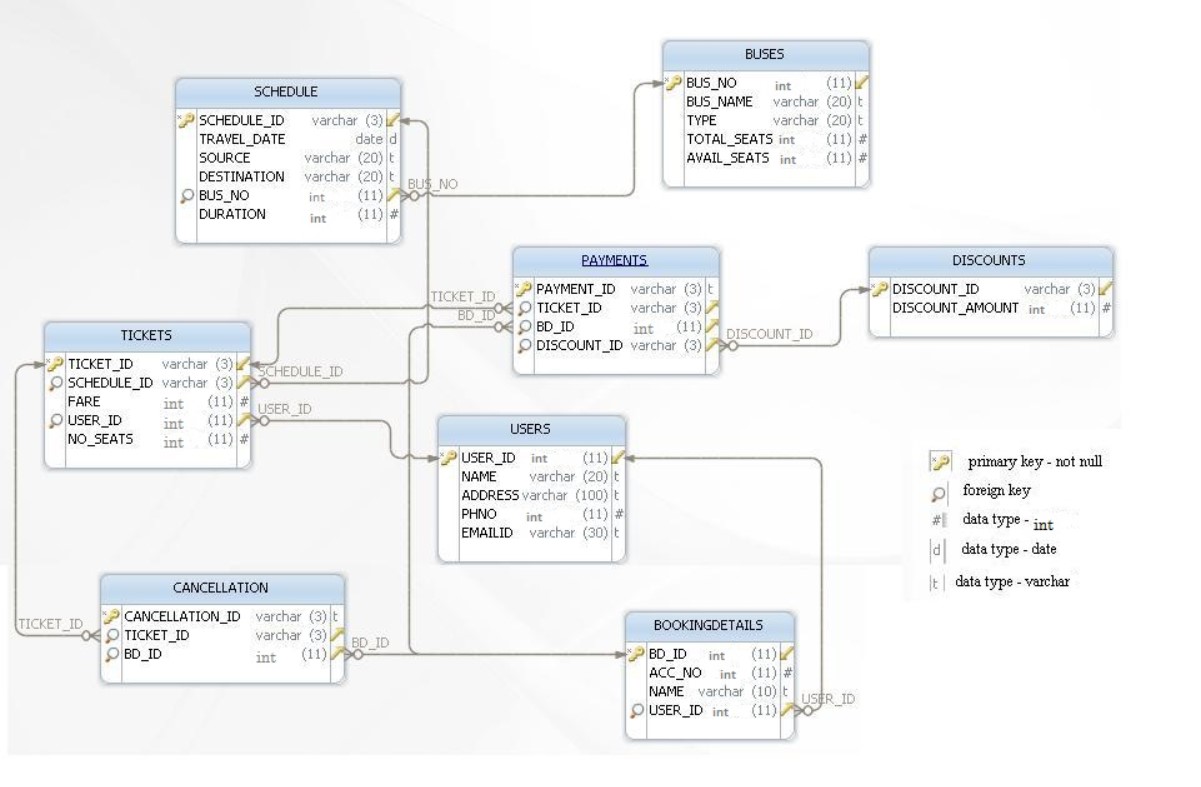 BUSES
BUS_NO int (11)
BUS_NAME varchar (20) t
TYPE varchar (20) t
TOTAL_SEATS int (11) #
AVAIL_SEATS int (11) #
SCHEDULE
SCHEDULE_ID varchar (3)
TRAVEL_DATE date d
SOURCE varchar (20) t
DESTINATION varchar (20) t
BUS_NO int (11)
DURATION int (11) #
BUS_NO
PAYMENTS
PAYMENT_ID varchar (3) t
TICKET_ID varchar (3)
BD_ID int (11)
DISCOUNT_ID varchar (3)
TICKET_ID
BD_ID
DISCOUNT_ID
DISCOUNTS
DISCOUNT_ID varchar (3)
DISCOUNT_AMOUNT int (11) #
TICKETS
TICKET_ID varchar (3)
SCHEDULE_ID varchar (3)
FARE int (11) #
USER_ID int (11)
NO_SEATS int (11) #
SCHEDULE_ID
USER_ID
USERS
USER_ID int (11)
NAME varchar (20) t
ADDRESS varchar (100) t
PHNO int (11) #
EMAILID varchar (30) t
primary key - not null
foreign key
# data type - int
d data type - date
t data type - varchar
CANCELLATION
CANCELLATION_ID varchar (3) t
TICKET_ID varchar (3)
BD_ID int (11)
TICKET_ID
BD_ID
BOOKINGDETAILS
BD_ID int (11)
ACC_NO int (11) #
NAME varchar (10) t
USER_ID int (11)
USER_ID